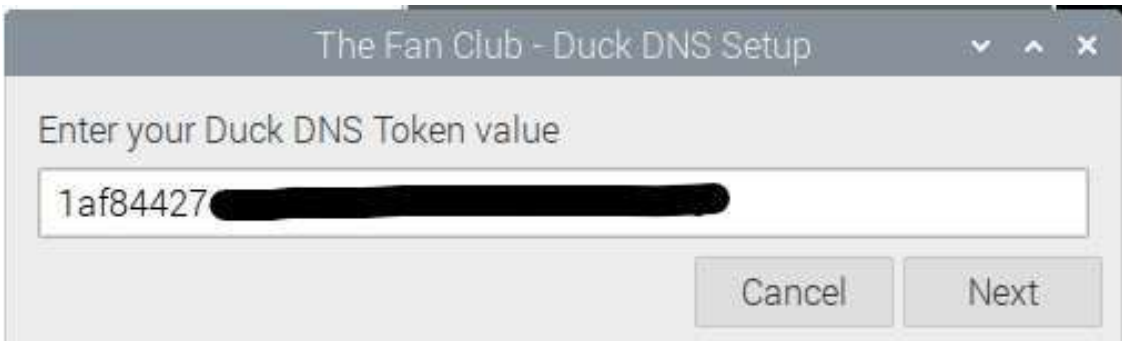 The Fan Club - Duck DNS Setup
Enter your Duck DNS Token value
1af84427
Cancel Next